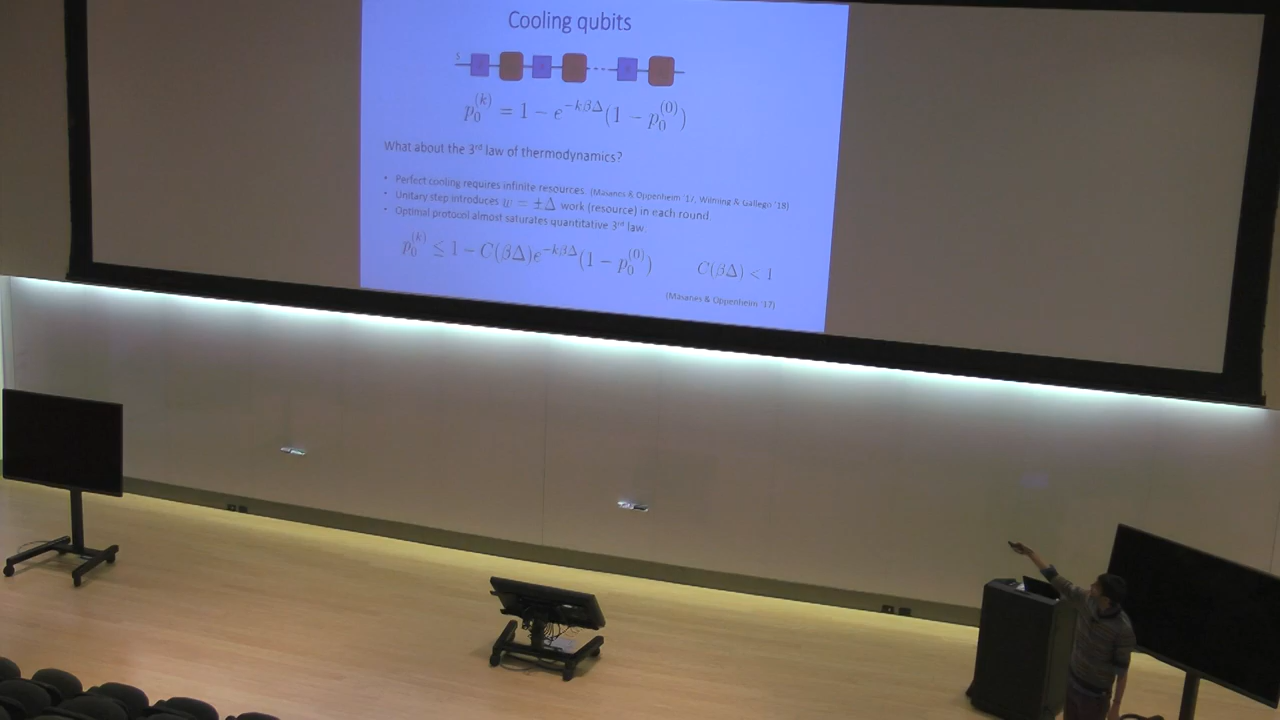 Cooling qubits
S
p_0^{(k)} = 1 − e^{−kβΔ}(1 − p_0^{(0)})
What about the 3rd law of thermodynamics?
• Perfect cooling requires infinite resources. (Masanes & Oppenheim '17, Wilming & Gallego '18)
• Unitary step introduces w = ±Δ work (resource) in each round
• Optimal protocol almost saturates quantitative 3rd law.
p_0^{(k)} ≤ 1 − C(βΔ)e^{−kβΔ}(1 − p_0^{(0)}) C(βΔ) < 1
(Masanes & Oppenheim '17)